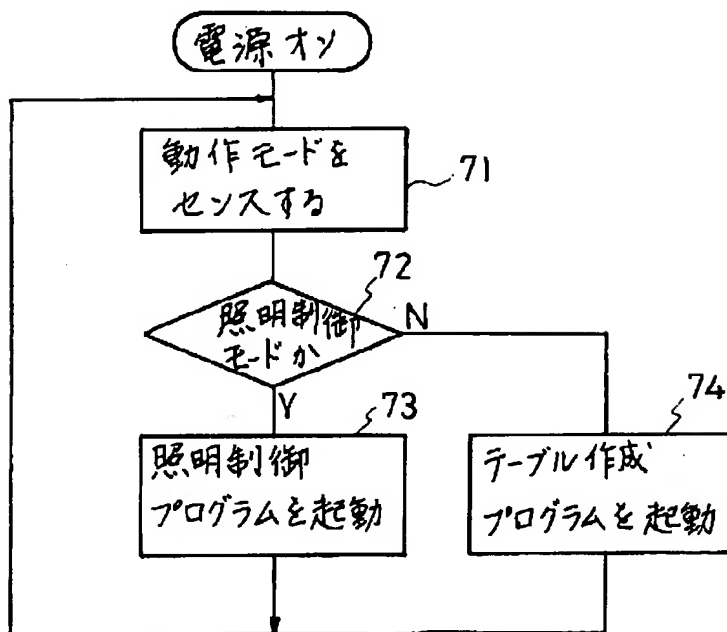 電源オン
動作モードを
センスする
71
72
照明制御
モードか
N
Y
73
74
照明制御
プログラムを起動
テーブル作成
プログラムを起動